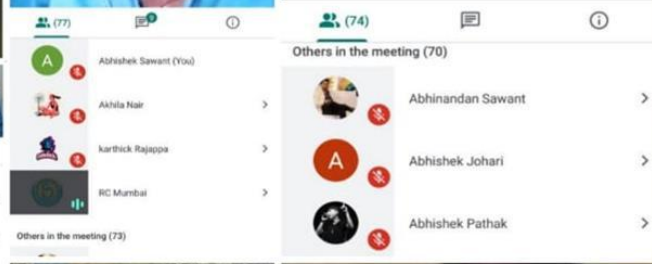 (77)
9
A
Abhishek Sawant (You)
Akhila Nair
karthick Rajappa
RC Mumbai
Others in the meeting (73)
(74)
Others in the meeting (70)
Abhinandan Sawant
A
Abhishek Johari
Abhishek Pathak